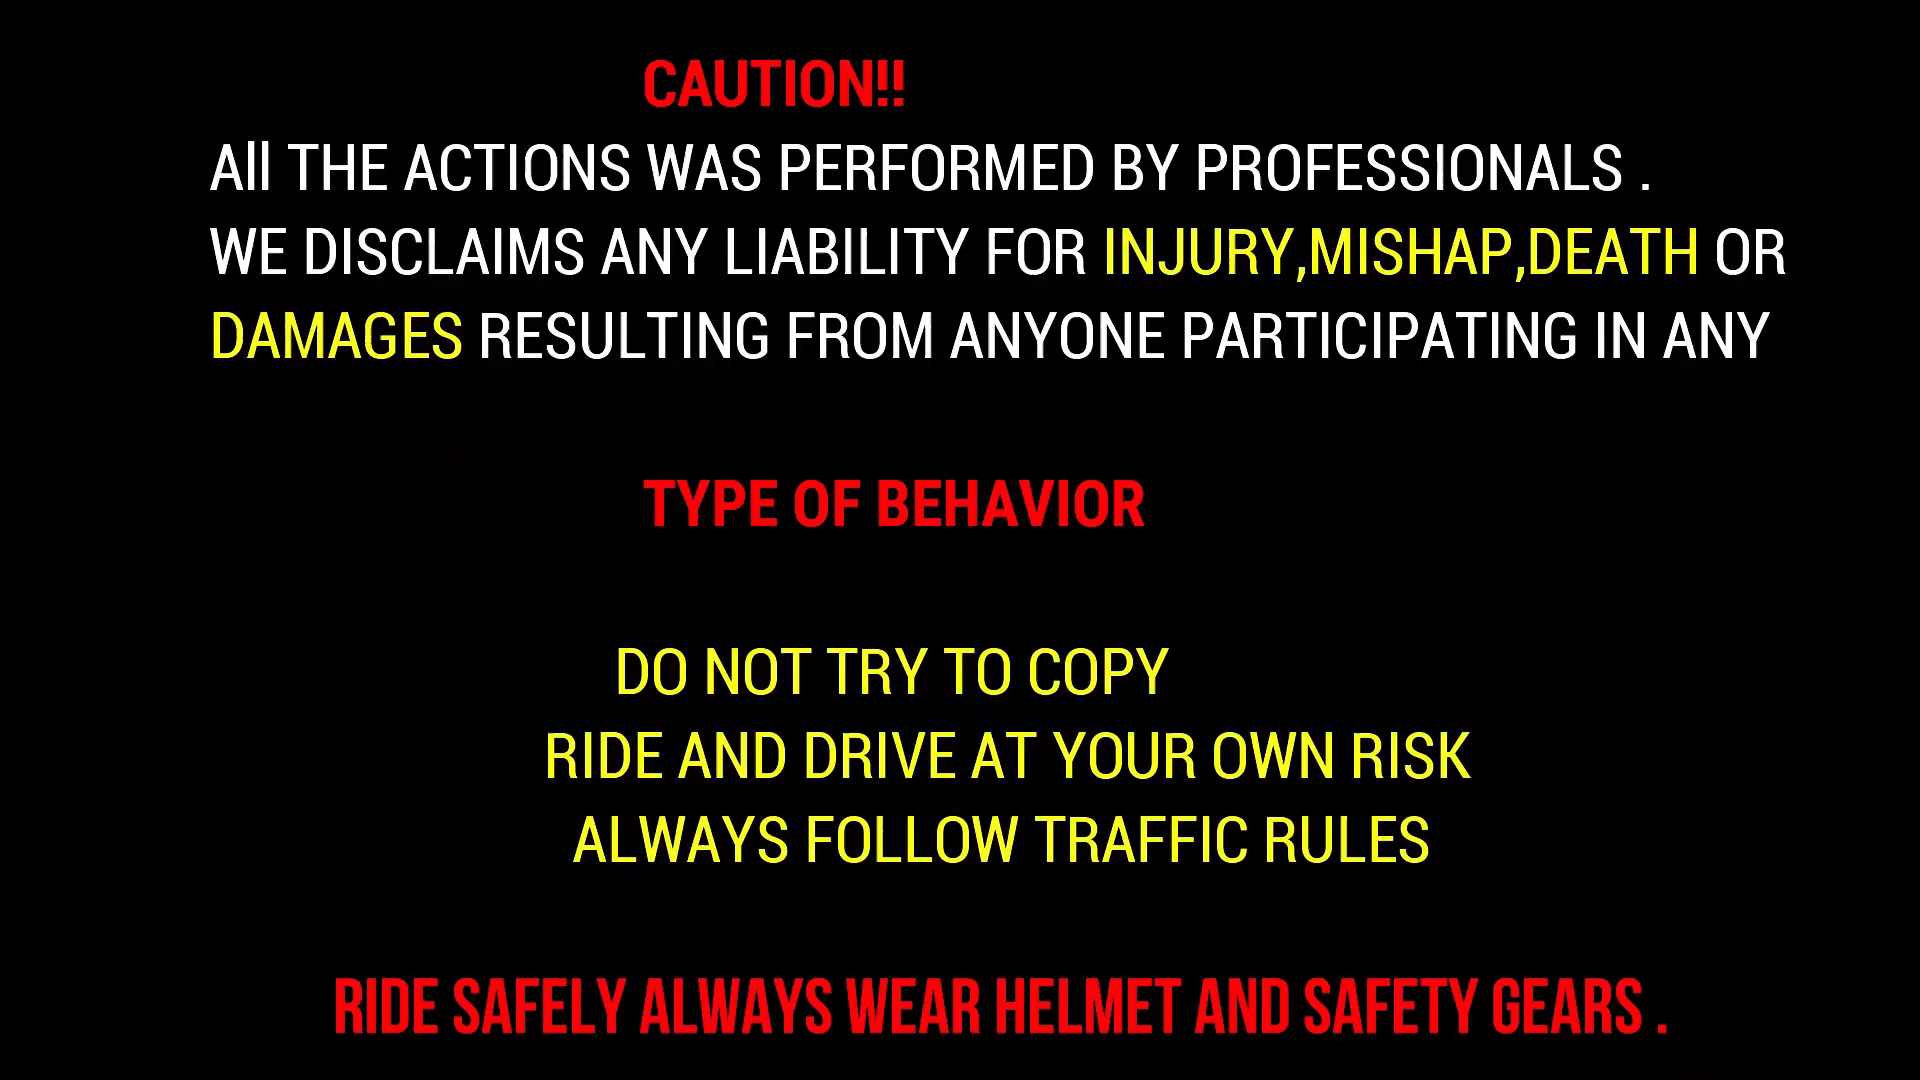 CAUTION!!
All THE ACTIONS WAS PERFORMED BY PROFESSIONALS .
WE DISCLAIMS ANY LIABILITY FOR INJURY,MISHAP,DEATH OR
DAMAGES RESULTING FROM ANYONE PARTICIPATING IN ANY
TYPE OF BEHAVIOR
DO NOT TRY TO COPY
RIDE AND DRIVE AT YOUR OWN RISK
ALWAYS FOLLOW TRAFFIC RULES
RIDE SAFELY ALWAYS WEAR HELMET AND SAFETY GEARS .